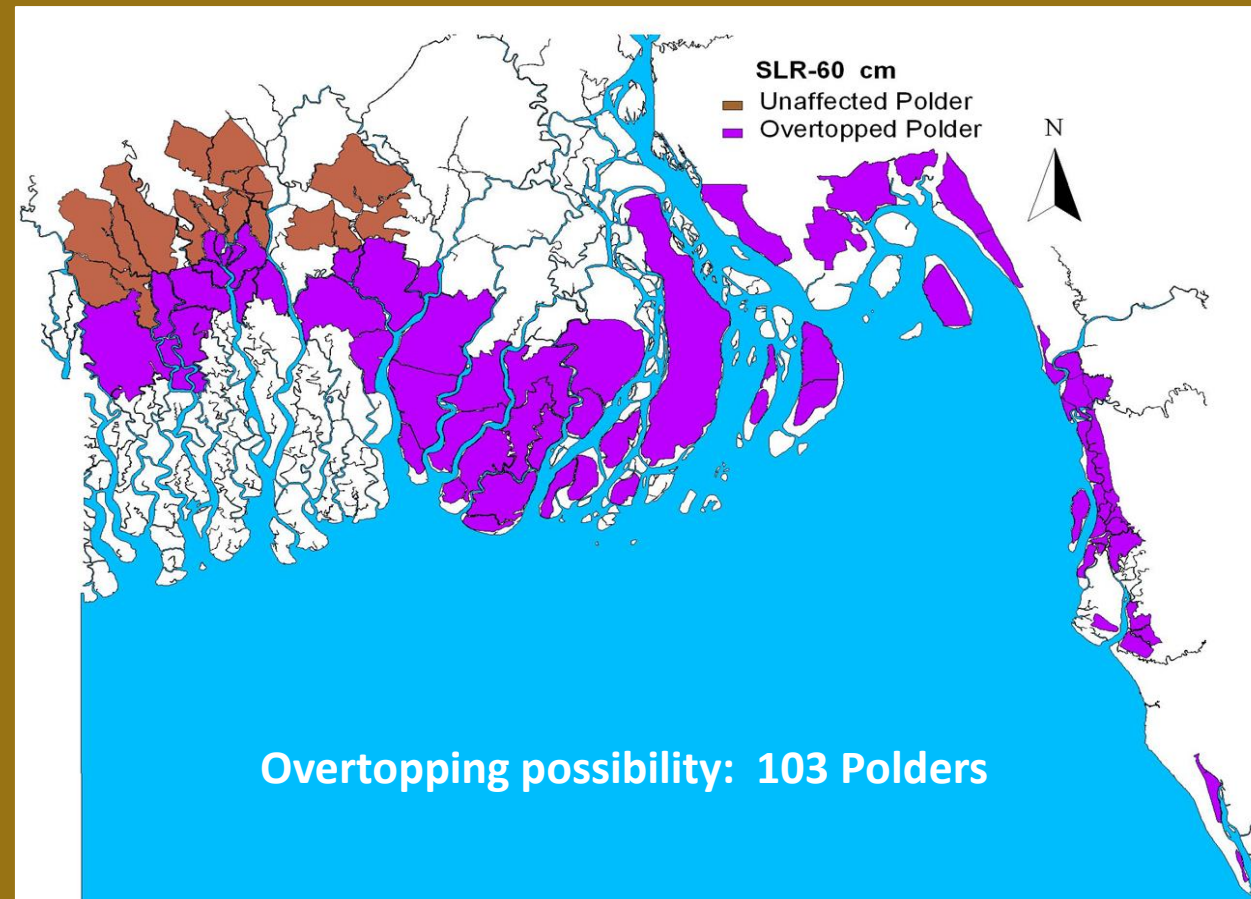 SLR-60 cm
Unaffected Polder
Overtopped Polder
N
Overtopping possibility: 103 Polders